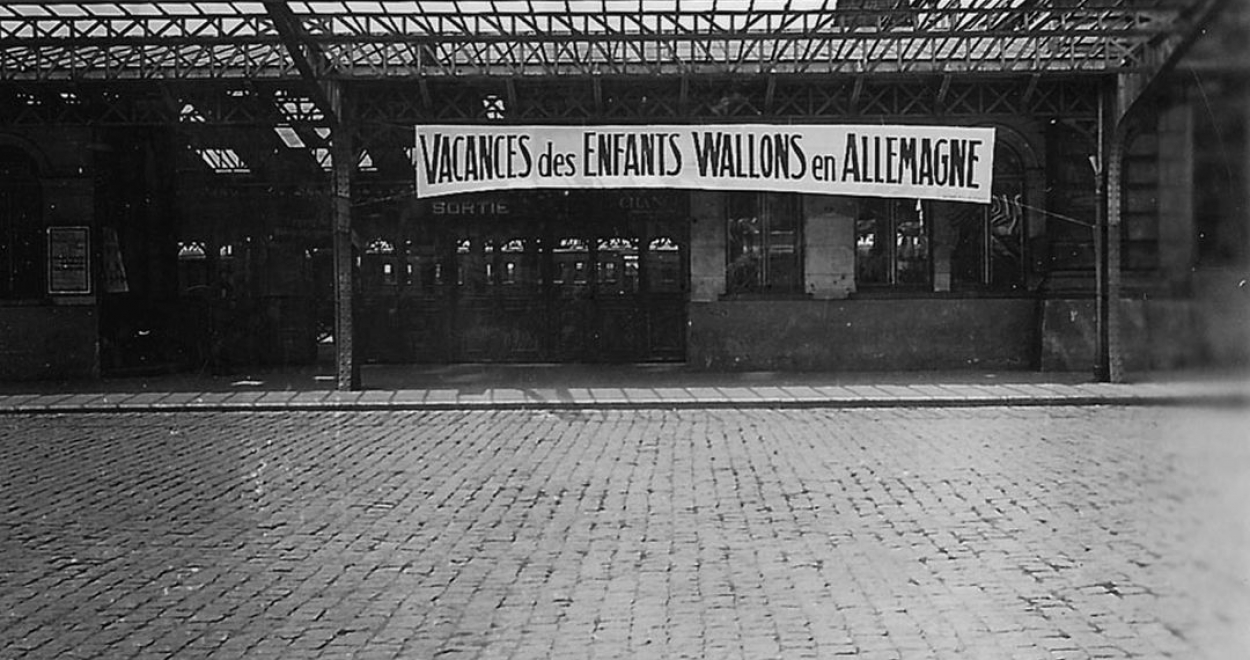 VACANCES des ENFANTS WALLONS en ALLEMAGNE
SORTIE